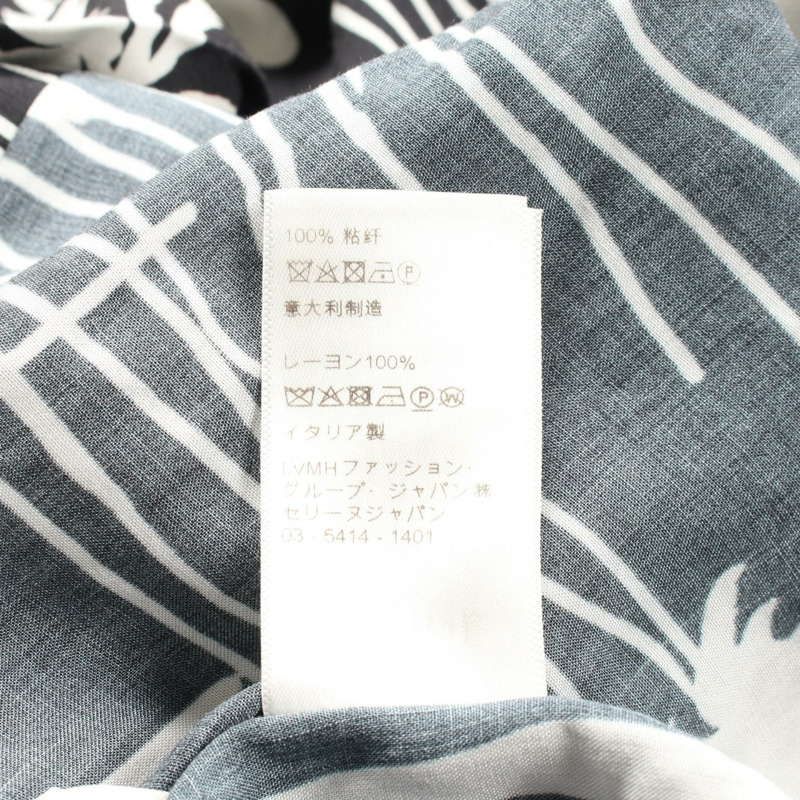 100% 粘纤
P
意大利制造
レーヨン100%
P W
イタリア製
LVMHファッション・
グループ・ジャパン㈱
セリーヌジャパン
03 - 5414 - 1401